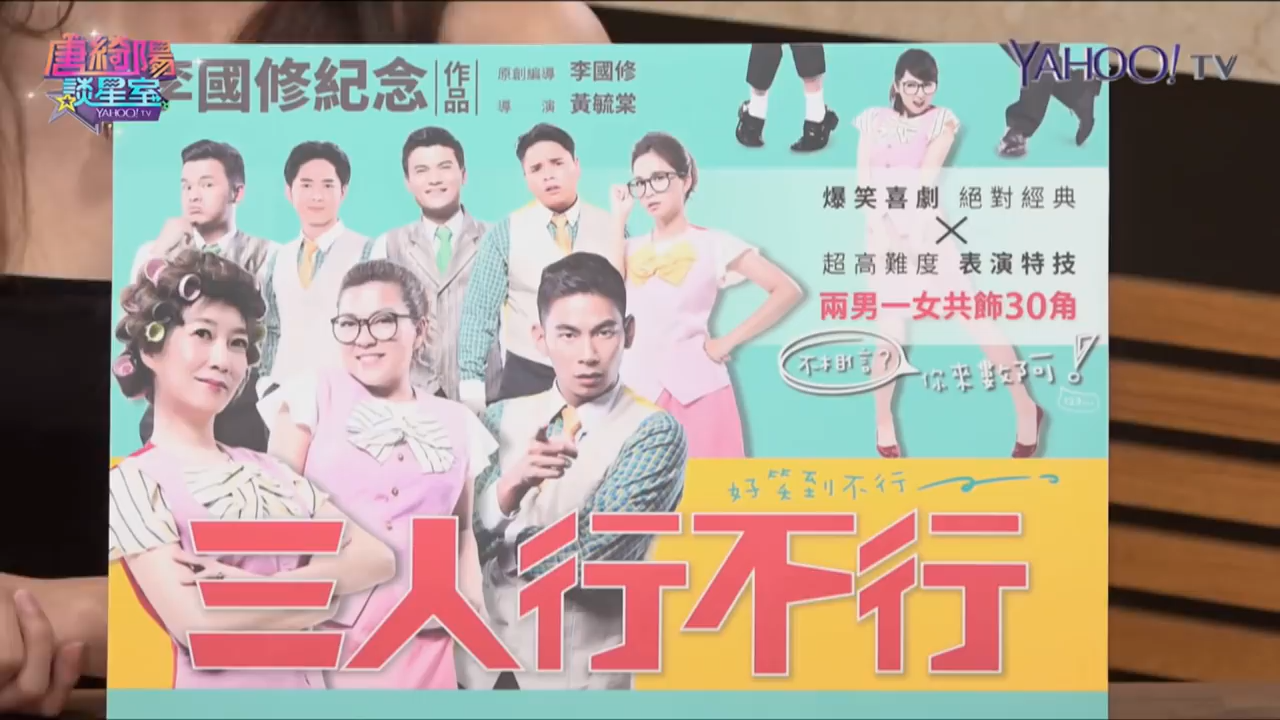 唐綺陽
談星室
YAHOO! TV
YAHOO! TV
李國修紀念作品
原創編導 李國修
導演 黃毓棠
爆笑喜劇 絕對經典
×
超高難度 表演特技
兩男一女共飾30角
不相信？
你來數阿！
123...
好笑到不行
三人行不行